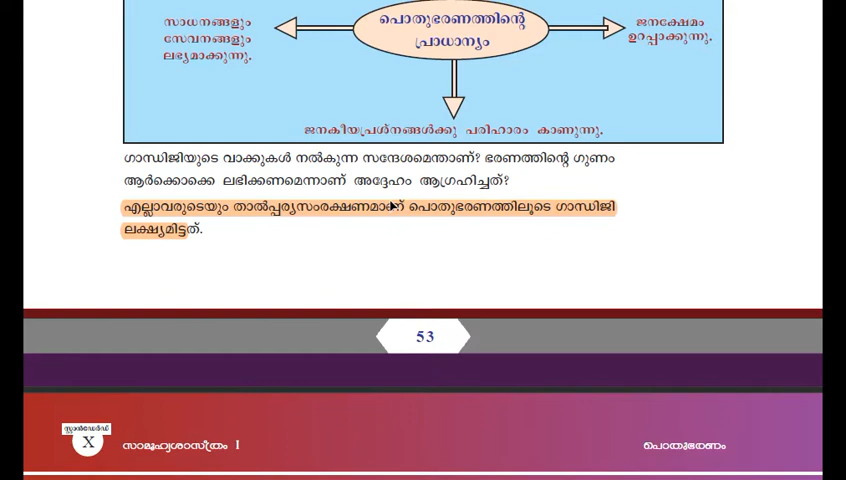 സാധനങ്ങളും
സേവനങ്ങളും
ലഭ്യമാക്കുന്നു.
പൊതുഭരണത്തിന്റെ
പ്രാധാന്യം
ജനക്ഷേമം
ഉറപ്പാക്കുന്നു.
ജനകീയപ്രശ്നങ്ങൾക്കു പരിഹാരം കാണുന്നു.
ഗാന്ധിജിയുടെ വാക്കുകൾ നൽകുന്ന സന്ദേശമെന്താണ്? ഭരണത്തിന്റെ ഗുണം
ആർക്കൊക്കെ ലഭിക്കണമെന്നാണ് അദ്ദേഹം ആഗ്രഹിച്ചത്?
എല്ലാവരുടെയും താൽപ്പര്യസംരക്ഷണമാണ് പൊതുഭരണത്തിലൂടെ ഗാന്ധിജി
ലക്ഷ്യമിട്ടത്.
53
സ്റ്റാൻഡേർഡ്
X
സാമൂഹ്യശാസ്ത്രം I
പൊതുഭരണം